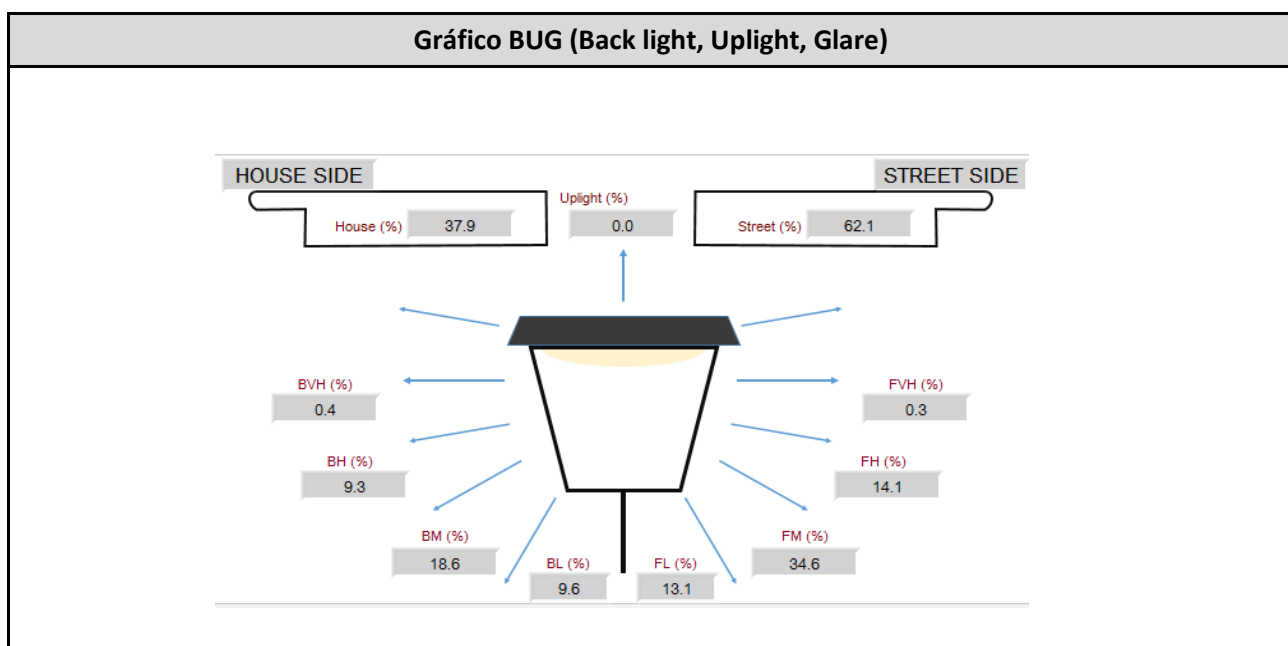 Gráfico BUG (Back light, Uplight, Glare)
HOUSE SIDE
STREET SIDE
Uplight (%)
House (%) 37.9
0.0
Street (%) 62.1
BVH (%)
0.4
FVH (%)
0.3
BH (%)
9.3
FH (%)
14.1
BM (%)
18.6
FM (%)
34.6
BL (%)
9.6
FL (%)
13.1